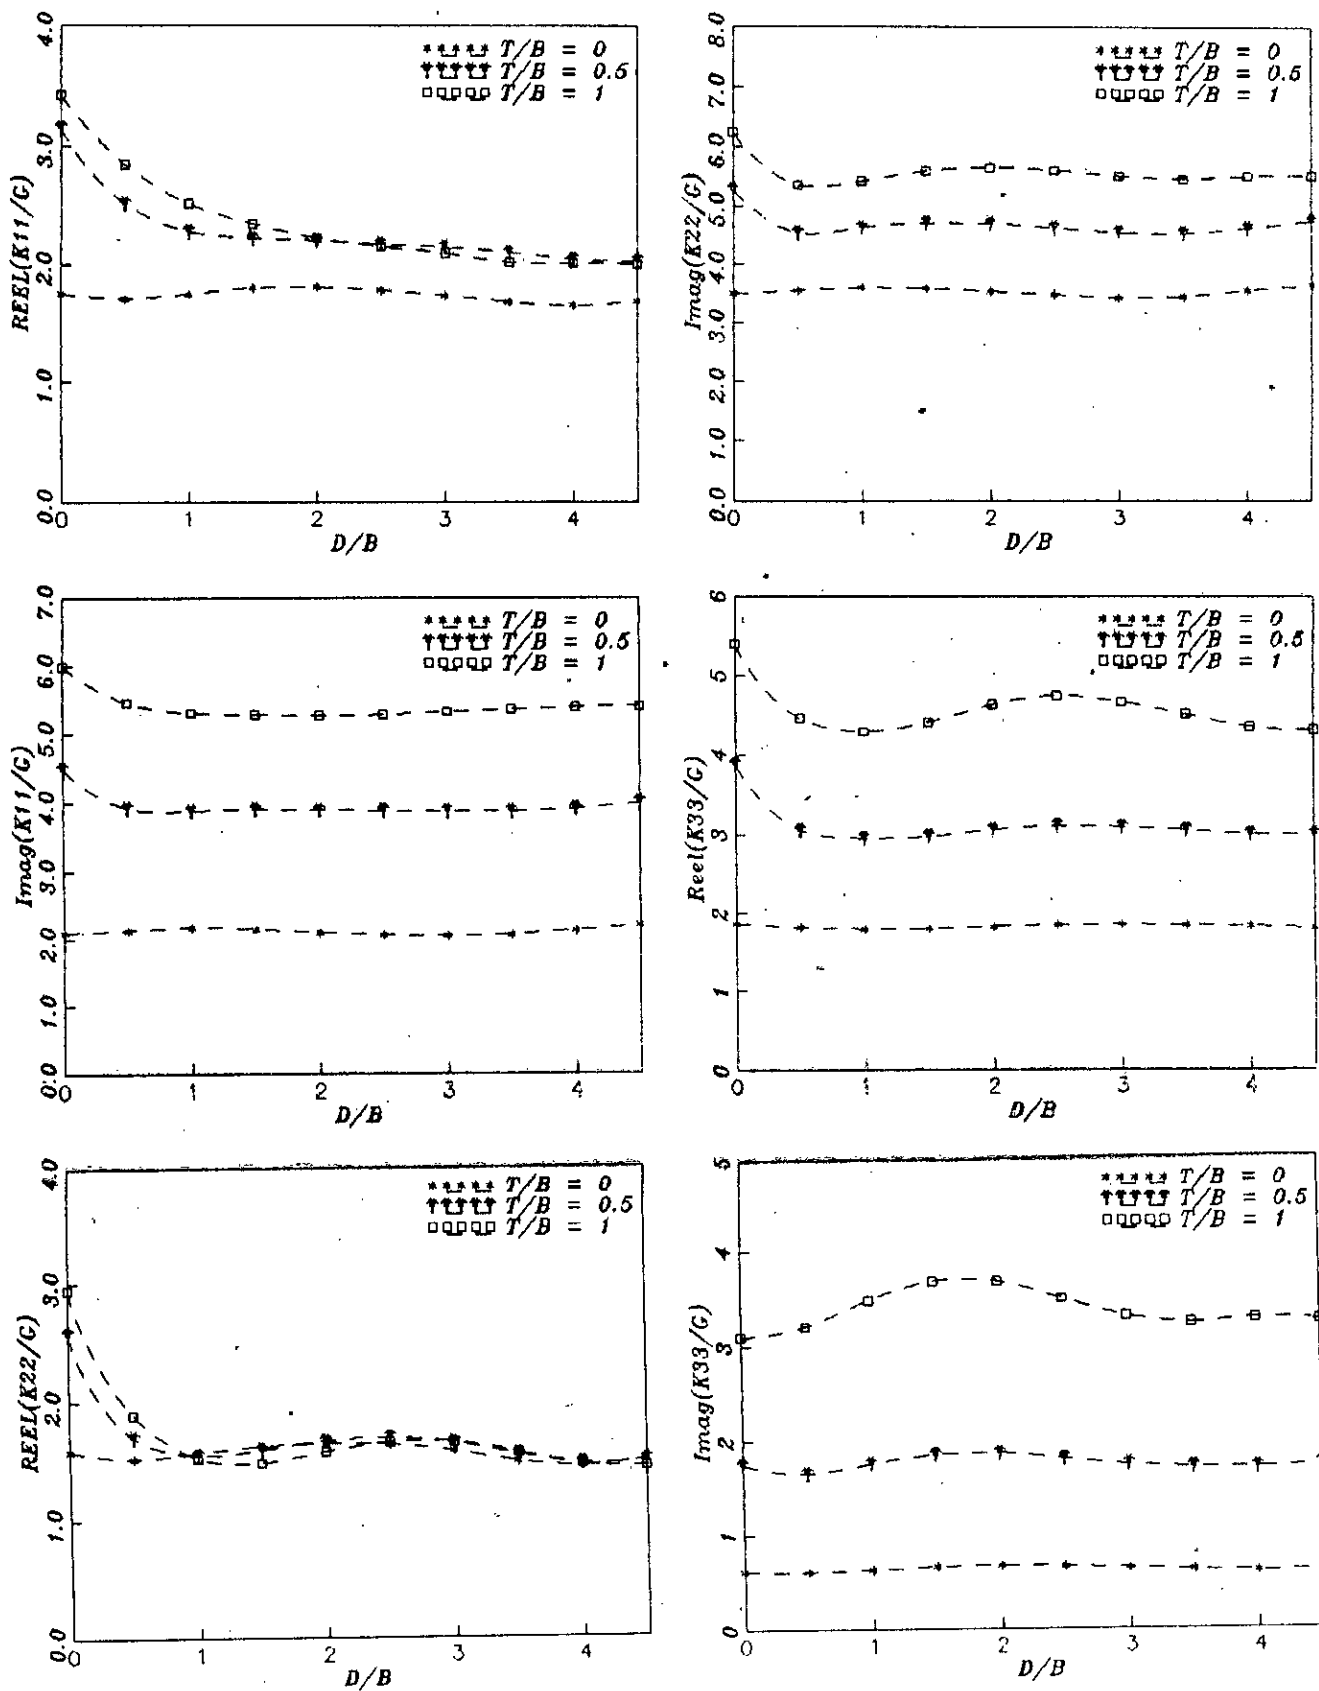 REEL(K11/G)
4.0
3.0
2.0
1.0
0.0
T/B = 0
T/B = 0.5
T/B = 1
0 1 2 3 4
D/B
Imag(K22/G)
8.0
7.0
6.0
5.0
4.0
3.0
2.0
1.0
0.0
T/B = 0
T/B = 0.5
T/B = 1
0 1 2 3 4
D/B
Imag(K11/G)
7.0
6.0
5.0
4.0
3.0
2.0
1.0
0.0
T/B = 0
T/B = 0.5
T/B = 1
0 1 2 3 4
D/B
Reel(K33/G)
6
5
4
3
2
1
0
T/B = 0
T/B = 0.5
T/B = 1
0 1 2 3 4
D/B
REEL(K22/G)
4.0
3.0
2.0
1.0
0.0
T/B = 0
T/B = 0.5
T/B = 1
0 1 2 3 4
D/B
Imag(K33/G)
5
4
3
2
1
0
T/B = 0
T/B = 0.5
T/B = 1
0 1 2 3 4
D/B